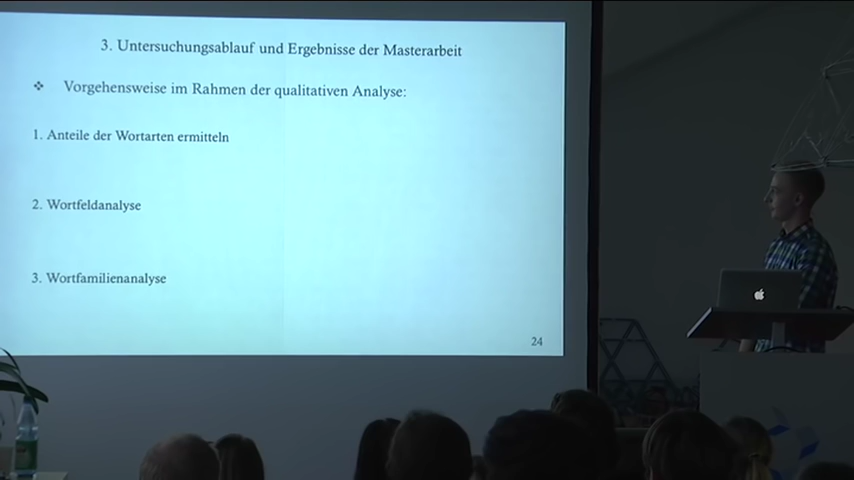 3. Untersuchungsablauf und Ergebnisse der Masterarbeit
❖ Vorgehensweise im Rahmen der qualitativen Analyse:
1. Anteile der Wortarten ermitteln
2. Wortfeldanalyse
3. Wortfamilienanalyse
24